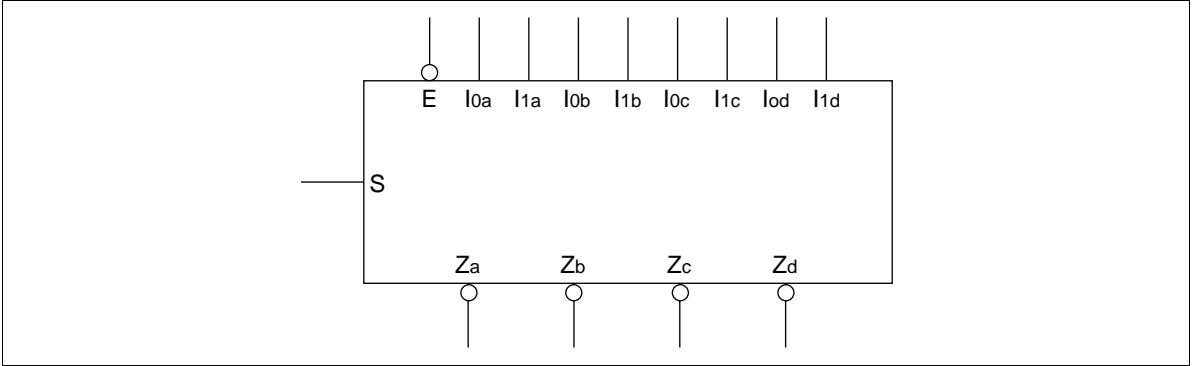 E I0a I1a I0b I1b I0c I1c Iod I1d
S
Za Zb Zc Zd